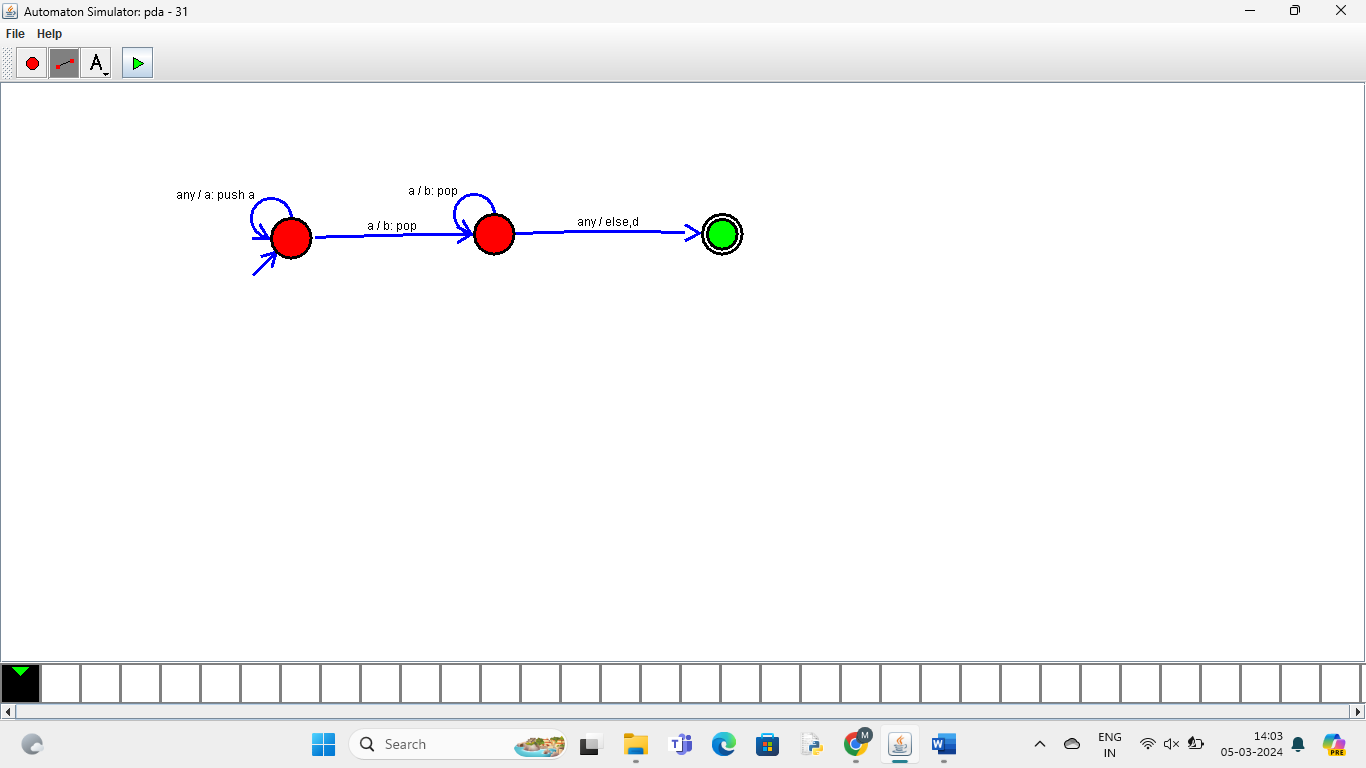 Automaton Simulator: pda - 31
File Help
A
any / a: push a
a / b: pop
a / b: pop
any / else,d
Search
M
ENG
IN
14:03
05-03-2024
PRE